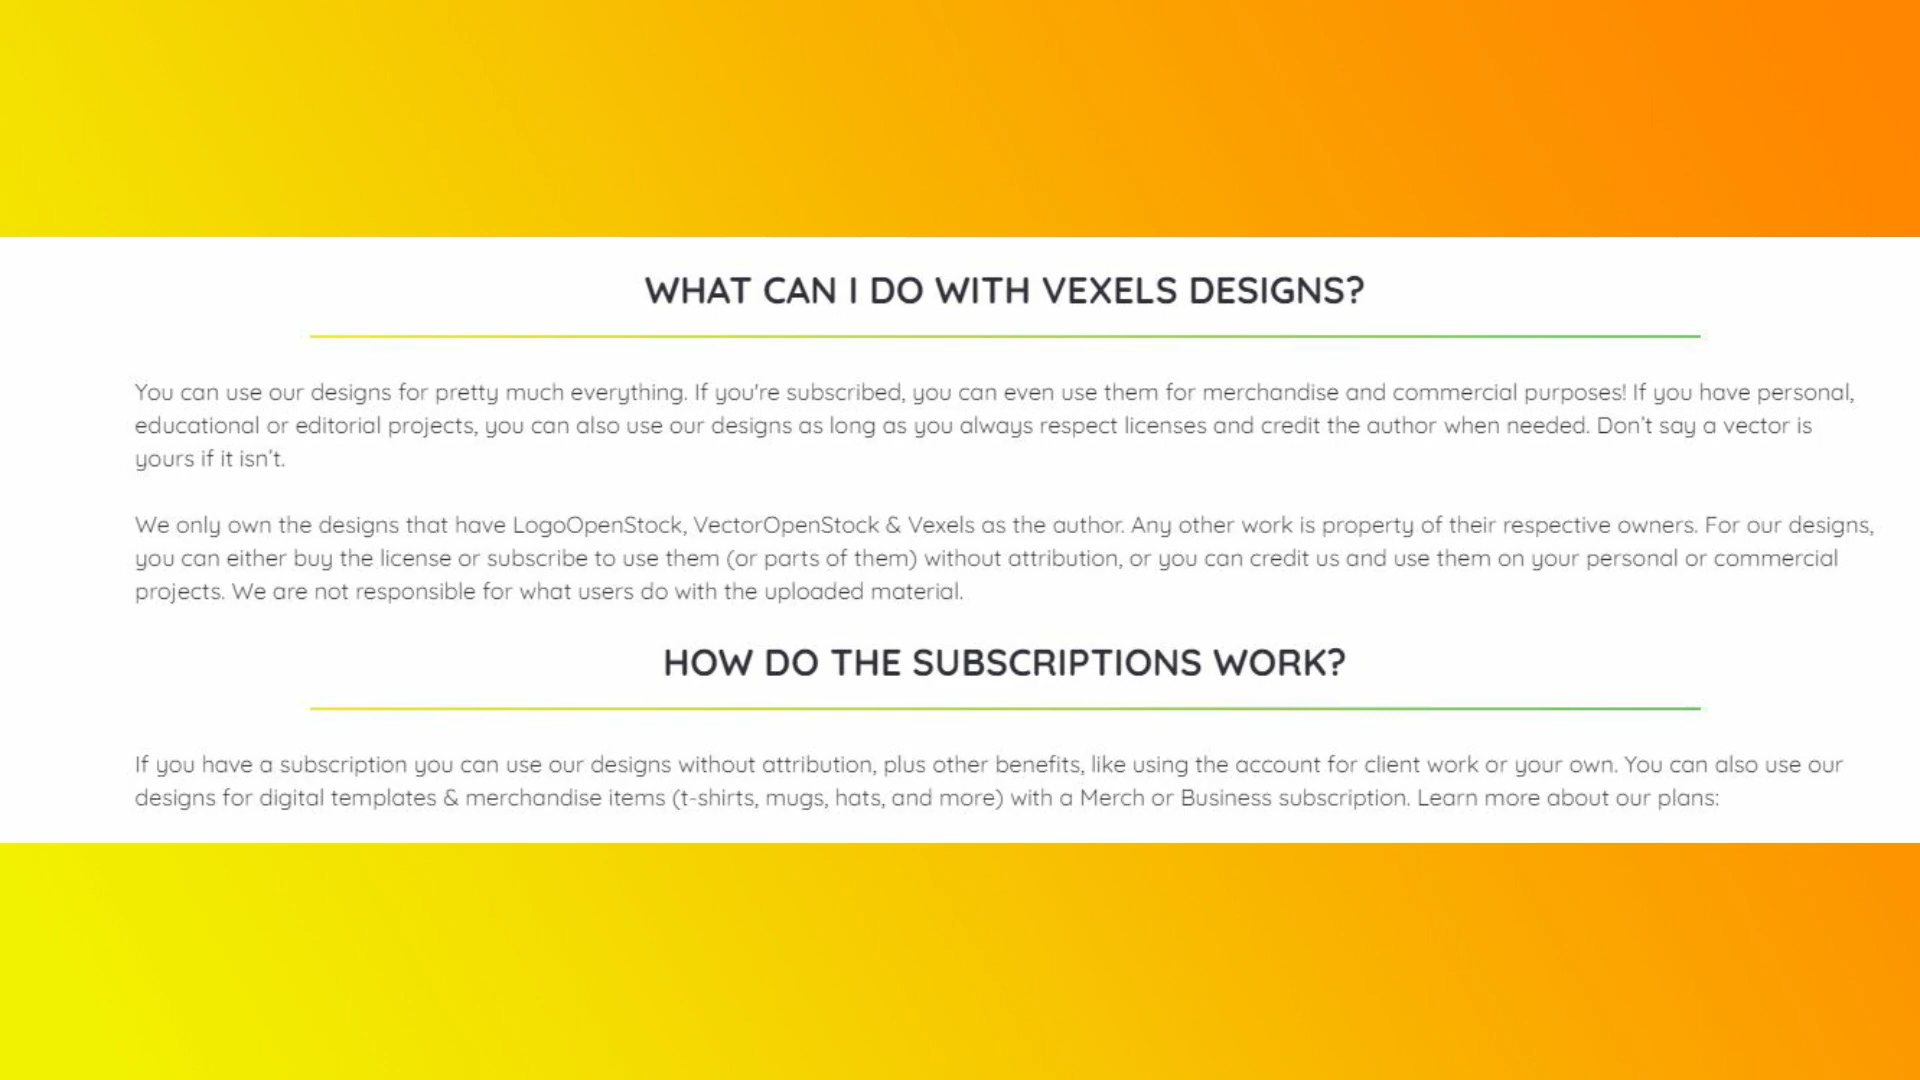 WHAT CAN I DO WITH VEXELS DESIGNS?
You can use our designs for pretty much everything. If you're subscribed, you can even use them for merchandise and commercial purposes! If you have personal,
educational or editorial projects, you can also use our designs as long as you always respect licenses and credit the author when needed. Don’t say a vector is
yours if it isn’t.
We only own the designs that have LogoOpenStock, VectorOpenStock & Vexels as the author. Any other work is property of their respective owners. For our designs,
you can either buy the license or subscribe to use them (or parts of them) without attribution, or you can credit us and use them on your personal or commercial
projects. We are not responsible for what users do with the uploaded material.
HOW DO THE SUBSCRIPTIONS WORK?
If you have a subscription you can use our designs without attribution, plus other benefits, like using the account for client work or your own. You can also use our
designs for digital templates & merchandise items (t-shirts, mugs, hats, and more) with a Merch or Business subscription. Learn more about our plans: